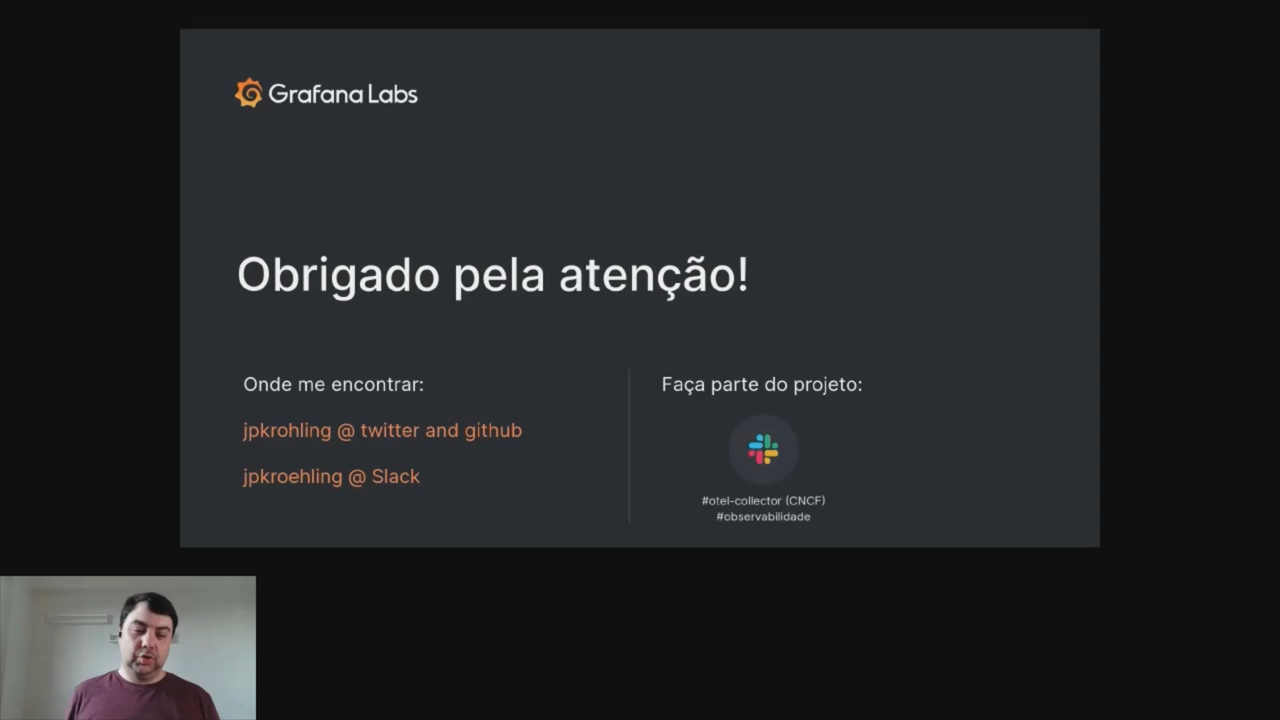 Grafana Labs
Obrigado pela atenção!
Onde me encontrar:
jpkrohling @ twitter and github
jpkroehling @ Slack
Faça parte do projeto:
#otel-collector (CNCF)
#observabilidade